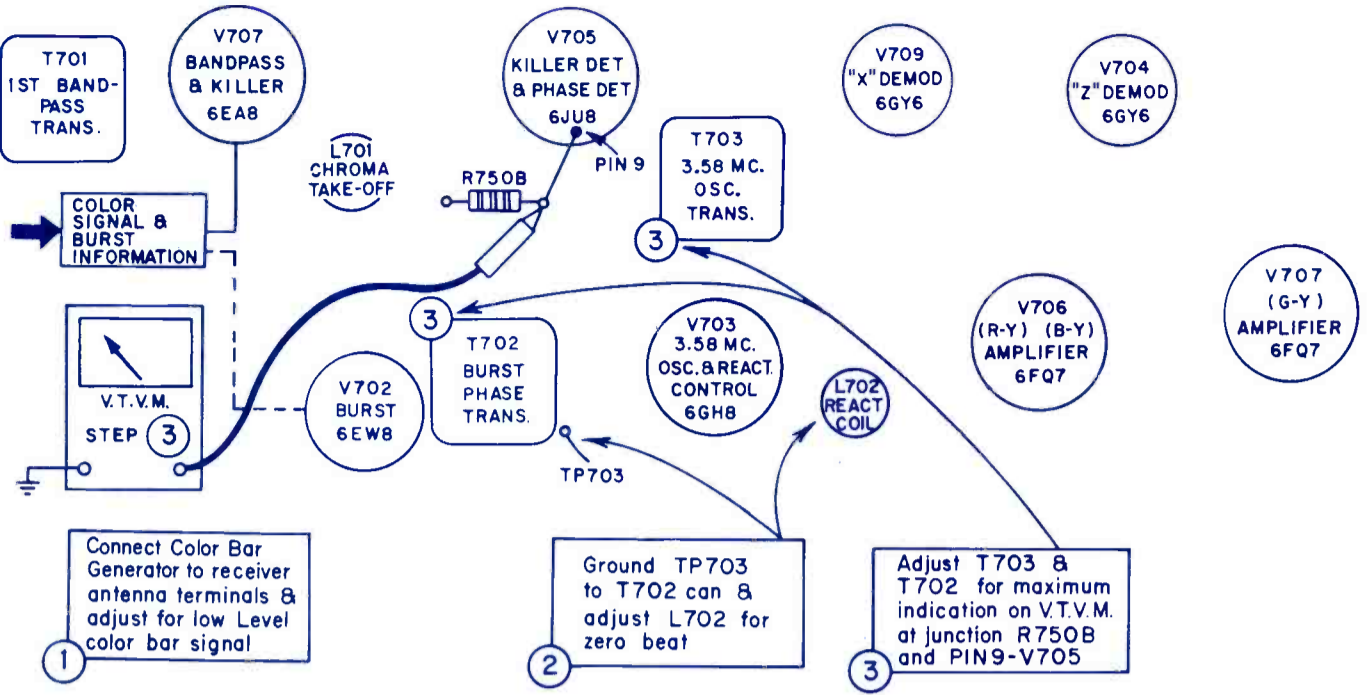 T701
1ST BAND-
PASS
TRANS.
V707
BANDPASS
& KILLER
6EA8
L701
CHROMA
TAKE-OFF
V705
KILLER DET
& PHASE DET
6JU8
PIN 9
R750B
T703
3.58 MC.
OSC.
TRANS.
3
V709
"X" DEMOD
6GY6
V704
"Z" DEMOD
6GY6
COLOR
SIGNAL &
BURST
INFORMATION
V.T.V.M.
STEP 3
V702
BURST
6EW8
3
T702
BURST
PHASE
TRANS.
TP703
V703
3.58 MC.
OSC. & REACT.
CONTROL
6GH8
L702
REACT
COIL
V706
(R-Y) (B-Y)
AMPLIFIER
6FQ7
V707
(G-Y)
AMPLIFIER
6FQ7
Connect Color Bar
Generator to receiver
antenna terminals &
adjust for low Level
color bar signal
1
Ground TP703
to T702 can &
adjust L702 for
zero beat
2
Adjust T703 &
T702 for maximum
indication on V.T.V.M.
at junction R750B
and PIN9-V705
3